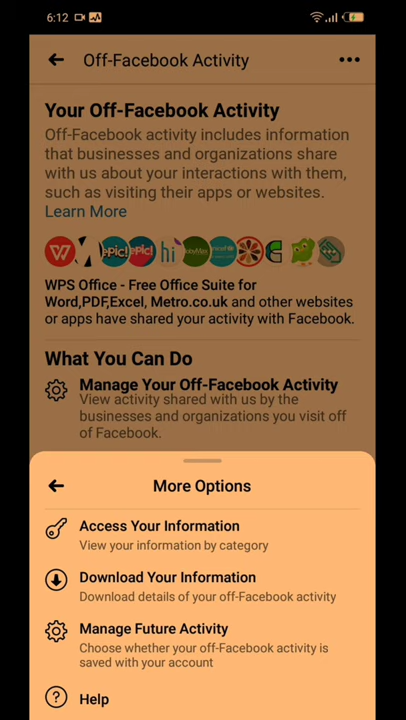 6:12
Off-Facebook Activity
Your Off-Facebook Activity
Off-Facebook activity includes information
that businesses and organizations share
with us about your interactions with them,
such as visiting their apps or websites.
Learn More
epic!
epic!
hi
WPS Office - Free Office Suite for
Word,PDF,Excel, Metro.co.uk and other websites
or apps have shared your activity with Facebook.
What You Can Do
Manage Your Off-Facebook Activity
View activity shared with us by the
businesses and organizations you visit off
of Facebook.
More Options
Access Your Information
View your information by category
Download Your Information
Download details of your off-Facebook activity
Manage Future Activity
Choose whether your off-Facebook activity is
saved with your account
Help